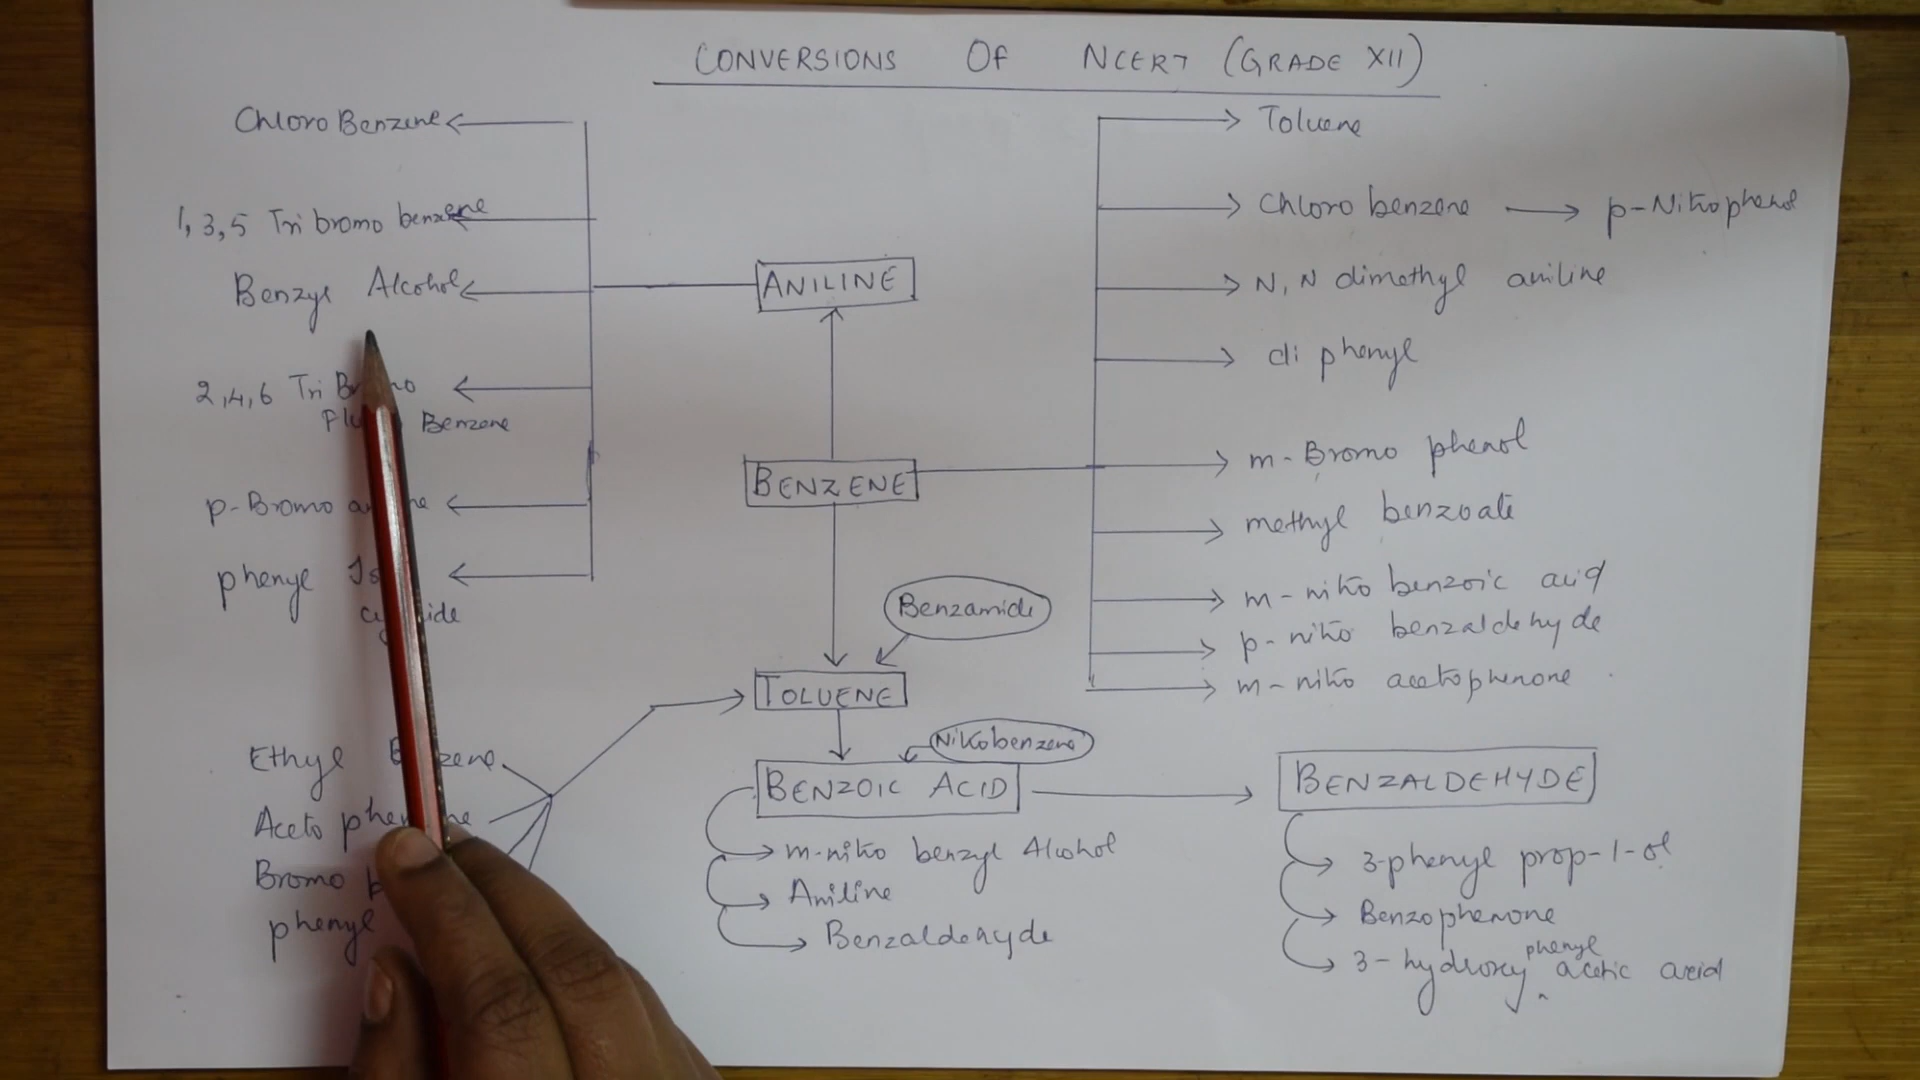 CONVERSIONS OF NCERT (GRADE XII)
Chloro Benzene
1, 3, 5 Tri bromo benzene
Benzyl Alcohol
2,4,6 Tri
Benzene
p-Bromo
phenyl
ANILINE
BENZENE
Benzamide
TOLUENE
Nitrobenzene
BENZOIC ACID
m-nitro benzyl Alcohol
Aniline
Benzaldehyde
Toluene
Chloro benzene → p-Nitrophenol
N, N dimethyl aniline
di phenyl
m-Bromo phenol
methyl benzoate
m-nitro benzoic acid
p-nitro benzaldehyde
m-nitro acetophenone
BENZALDEHYDE
3-phenyl prop-1-ol
Benzophenone
phenyl
3-hydroxy acetic acid
Ethyl
Aceto
Bromo
phenyl